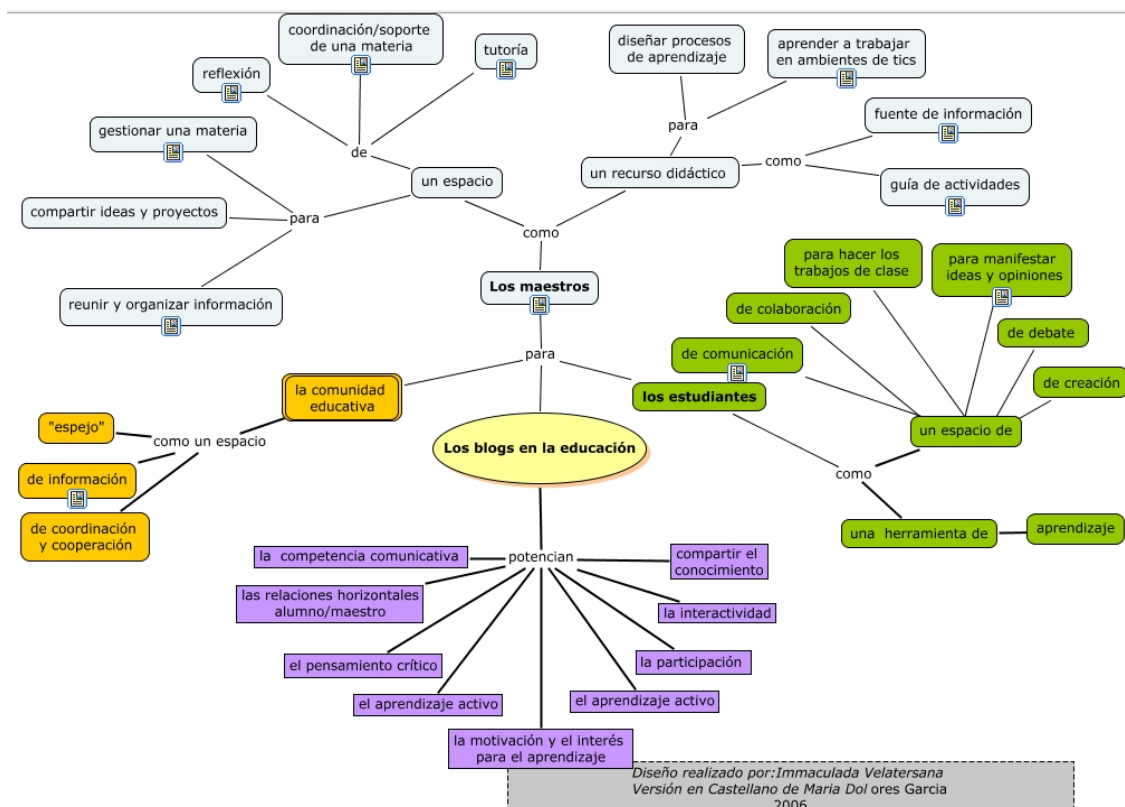 coordinación/soporte
de una materia
tutoría
reflexión
diseñar procesos
de aprendizaje
aprender a trabajar
en ambientes de tics
gestionar una materia
de
para
fuente de información
un espacio
un recurso didáctico
como
guía de actividades
compartir ideas y proyectos
para
como
reunir y organizar información
Los maestros
para hacer los
trabajos de clase
para manifestar
ideas y opiniones
de colaboración
de debate
de comunicación
de creación
para
la comunidad
educativa
los estudiantes
un espacio de
"espejo"
como un espacio
Los blogs en la educación
como
de información
de coordinación
y cooperación
una herramienta de
aprendizaje
potencian
la competencia comunicativa
compartir el
conocimiento
las relaciones horizontales
alumno/maestro
la interactividad
el pensamiento crítico
la participación
el aprendizaje activo
el aprendizaje activo
la motivación y el interés
para el aprendizaje
Diseño realizado por:Immaculada Velatersana
Versión en Castellano de Maria Dol ores Garcia
2006